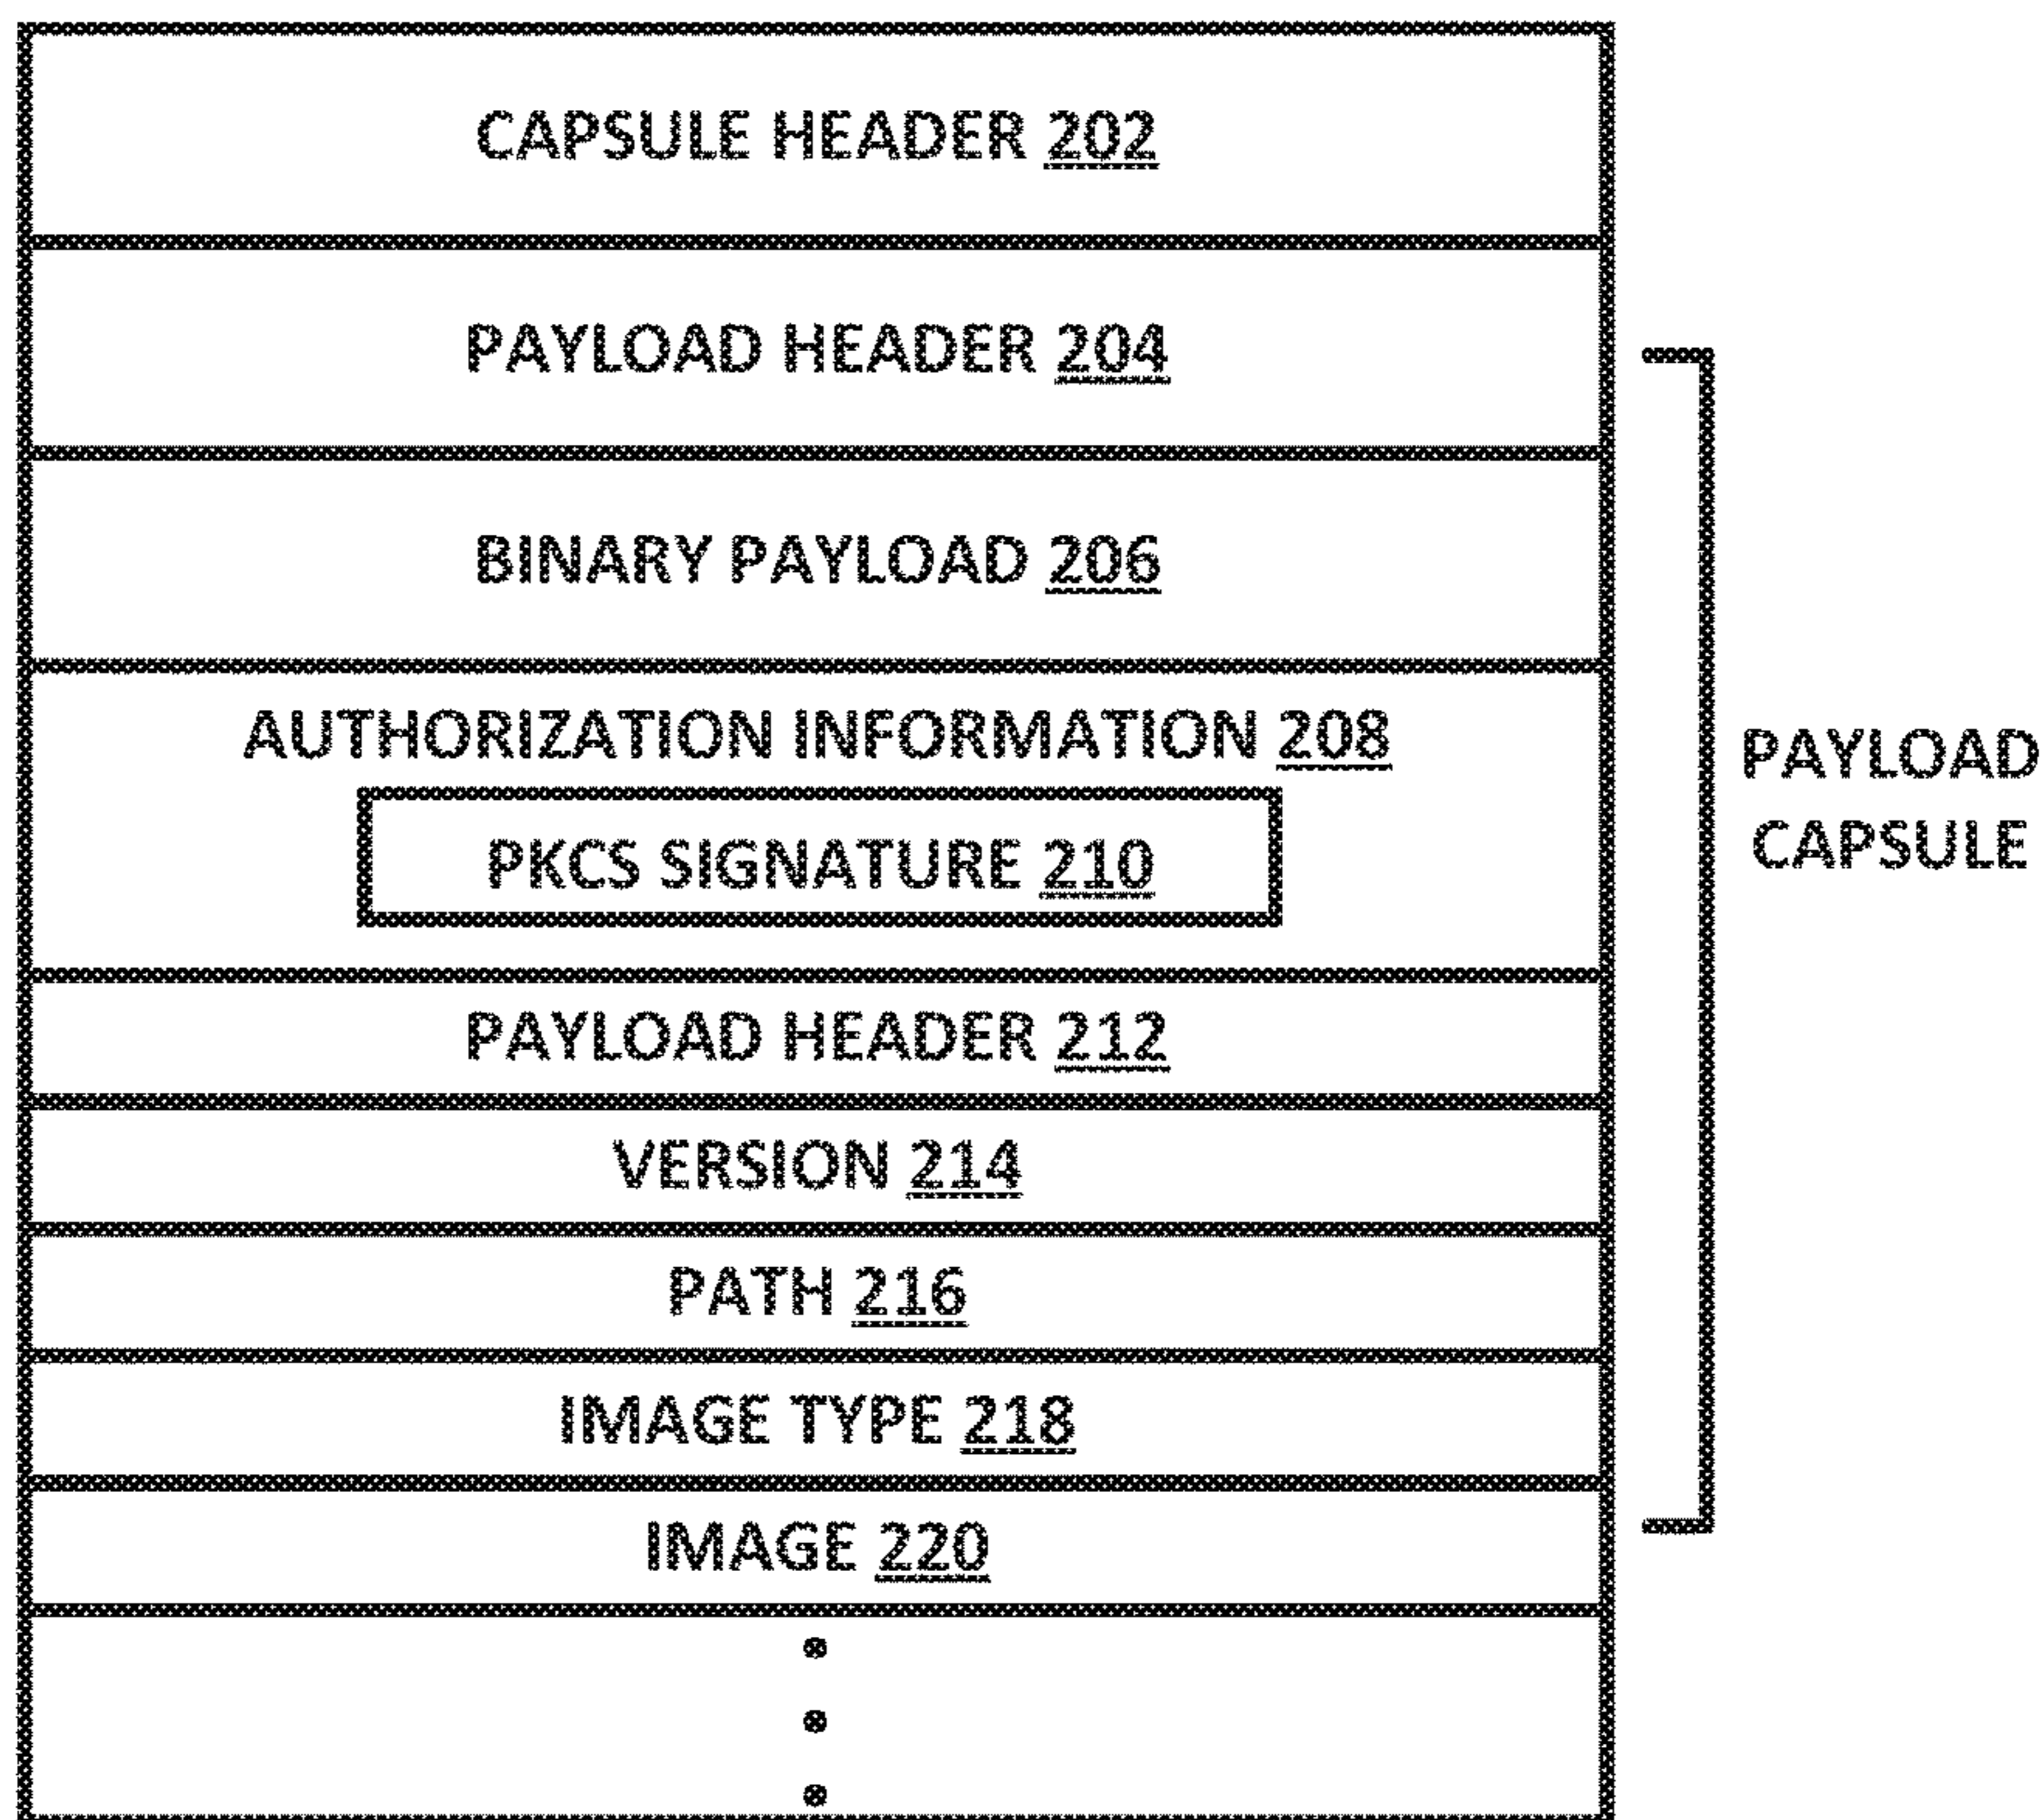 CAPSULE HEADER 202
PAYLOAD HEADER 204
BINARY PAYLOAD 206
AUTHORIZATION INFORMATION 208
PKCS SIGNATURE 210
PAYLOAD HEADER 212
VERSION 214
PATH 216
IMAGE TYPE 218
IMAGE 220
PAYLOAD
CAPSULE